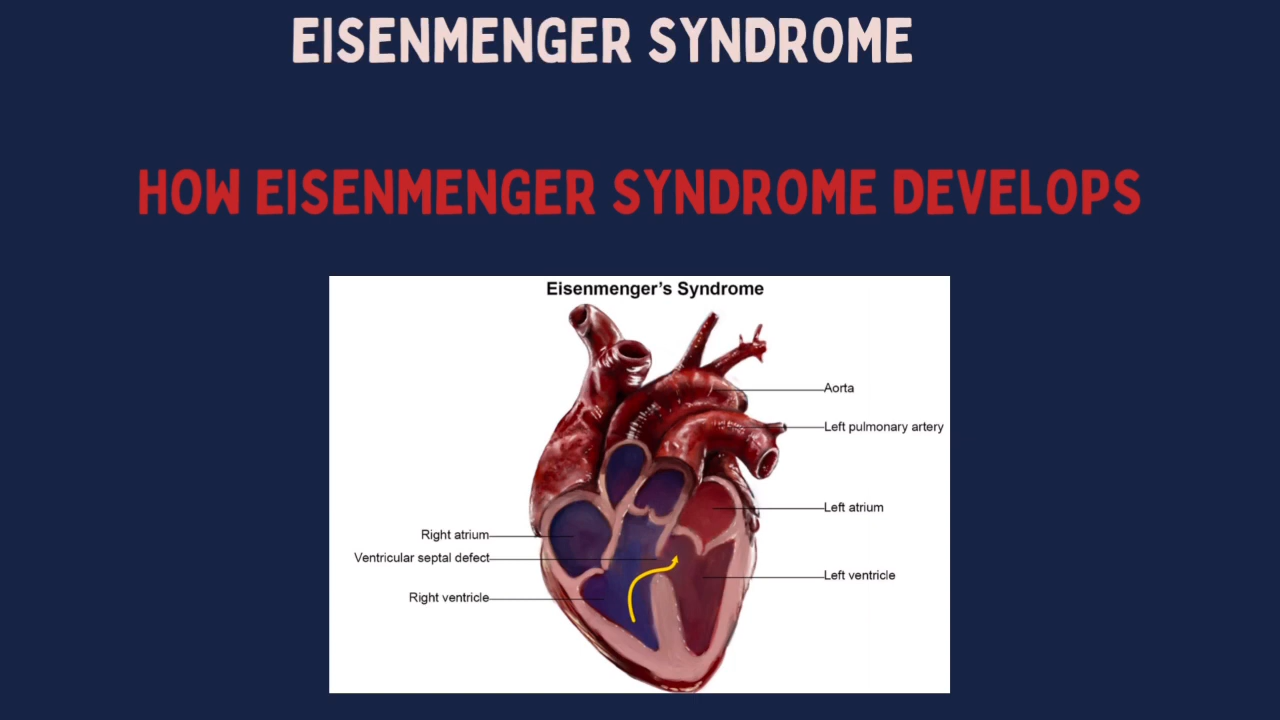 EISENMENGER SYNDROME
HOW EISENMENGER SYNDROME DEVELOPS
Eisenmenger's Syndrome
Aorta
Left pulmonary artery
Left atrium
Right atrium
Ventricular septal defect
Left ventricle
Right ventricle